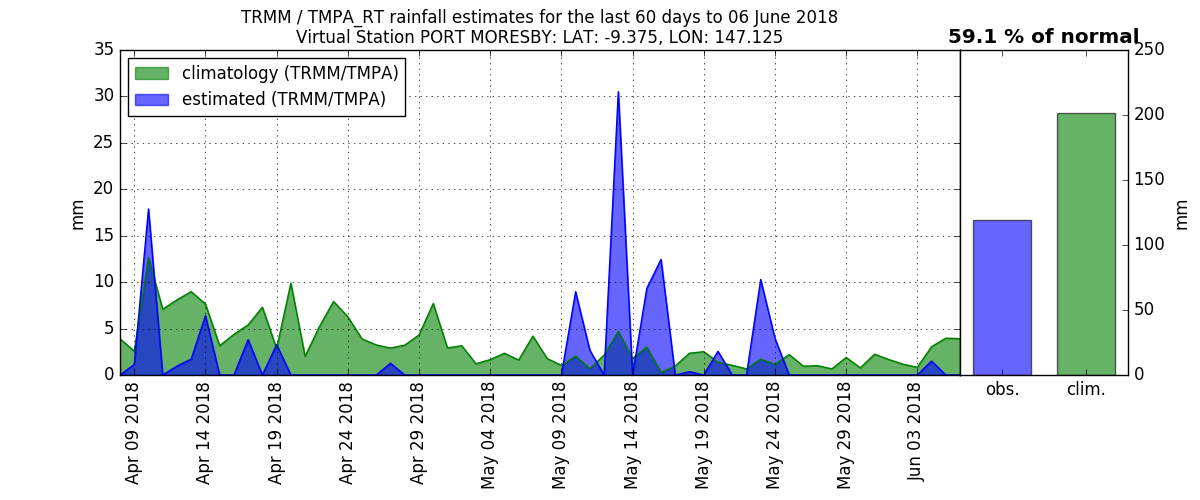 TRMM / TMPA_RT rainfall estimates for the last 60 days to 06 June 2018
Virtual Station PORT MORESBY: LAT: -9.375, LON: 147.125
59.1 % of normal
climatology (TRMM/TMPA)
estimated (TRMM/TMPA)
mm
35
30
25
20
15
10
5
0
Apr 09 2018
Apr 14 2018
Apr 19 2018
Apr 24 2018
Apr 29 2018
May 04 2018
May 09 2018
May 14 2018
May 19 2018
May 24 2018
May 29 2018
Jun 03 2018
obs.
clim.
250
200
150
100
50
0
mm